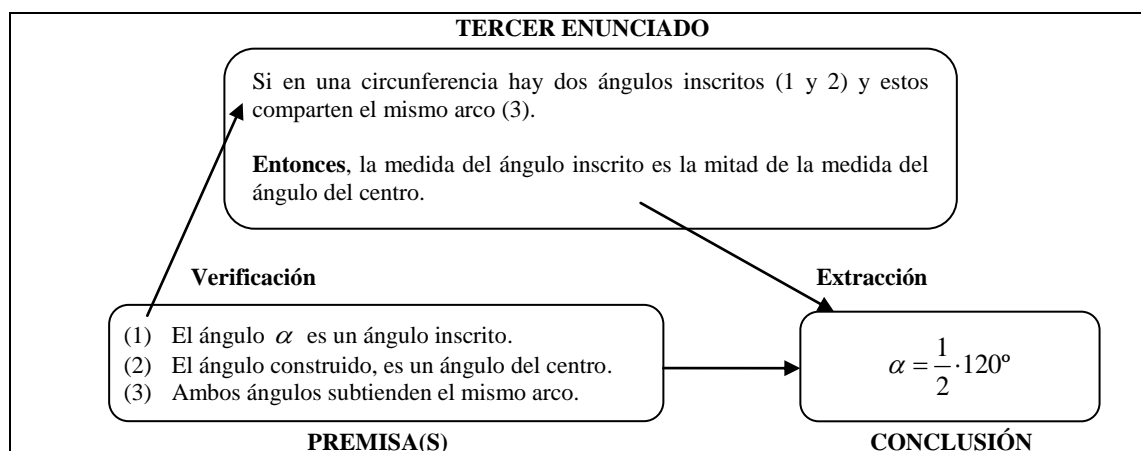 TERCER ENUNCIADO
Si en una circunferencia hay dos ángulos inscritos (1 y 2) y estos
comparten el mismo arco (3).
Entonces, la medida del ángulo inscrito es la mitad de la medida del
ángulo del centro.
Verificación
Extracción
(1) El ángulo α es un ángulo inscrito.
(2) El ángulo construido, es un ángulo del centro.
(3) Ambos ángulos subtienden el mismo arco.
α = 1/2 · 120º
PREMISA(S)
CONCLUSIÓN